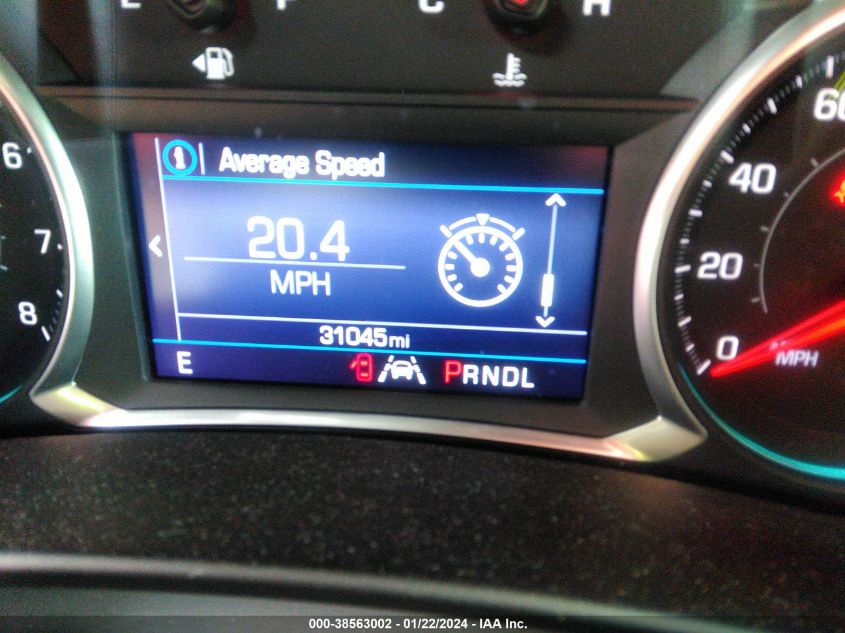 E F C H
Average Speed
20.4
MPH
31045mi
E PRNDL
6
7
8
60
40
20
0
MPH
000-38563002 - 01/22/2024 - IAA Inc.